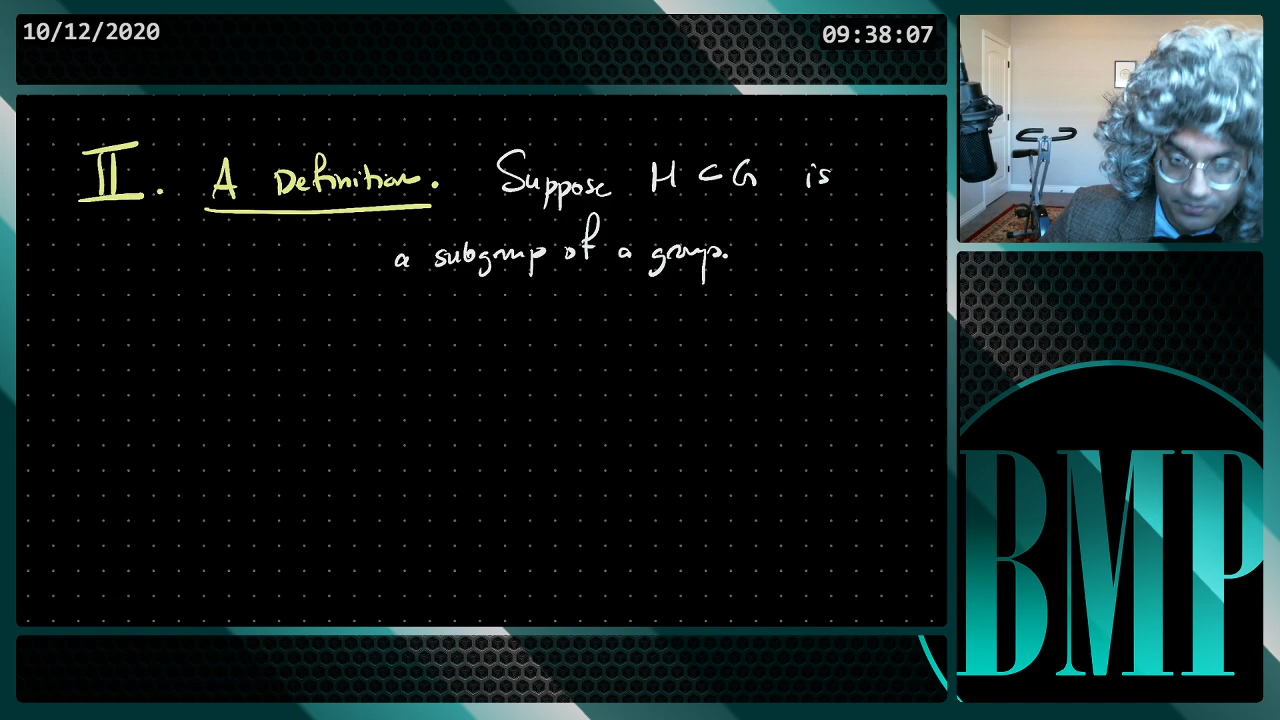 10/12/2020
09:38:07
II. A Definition. Suppose H ⊂ G is
a subgroup of a group.
BMP